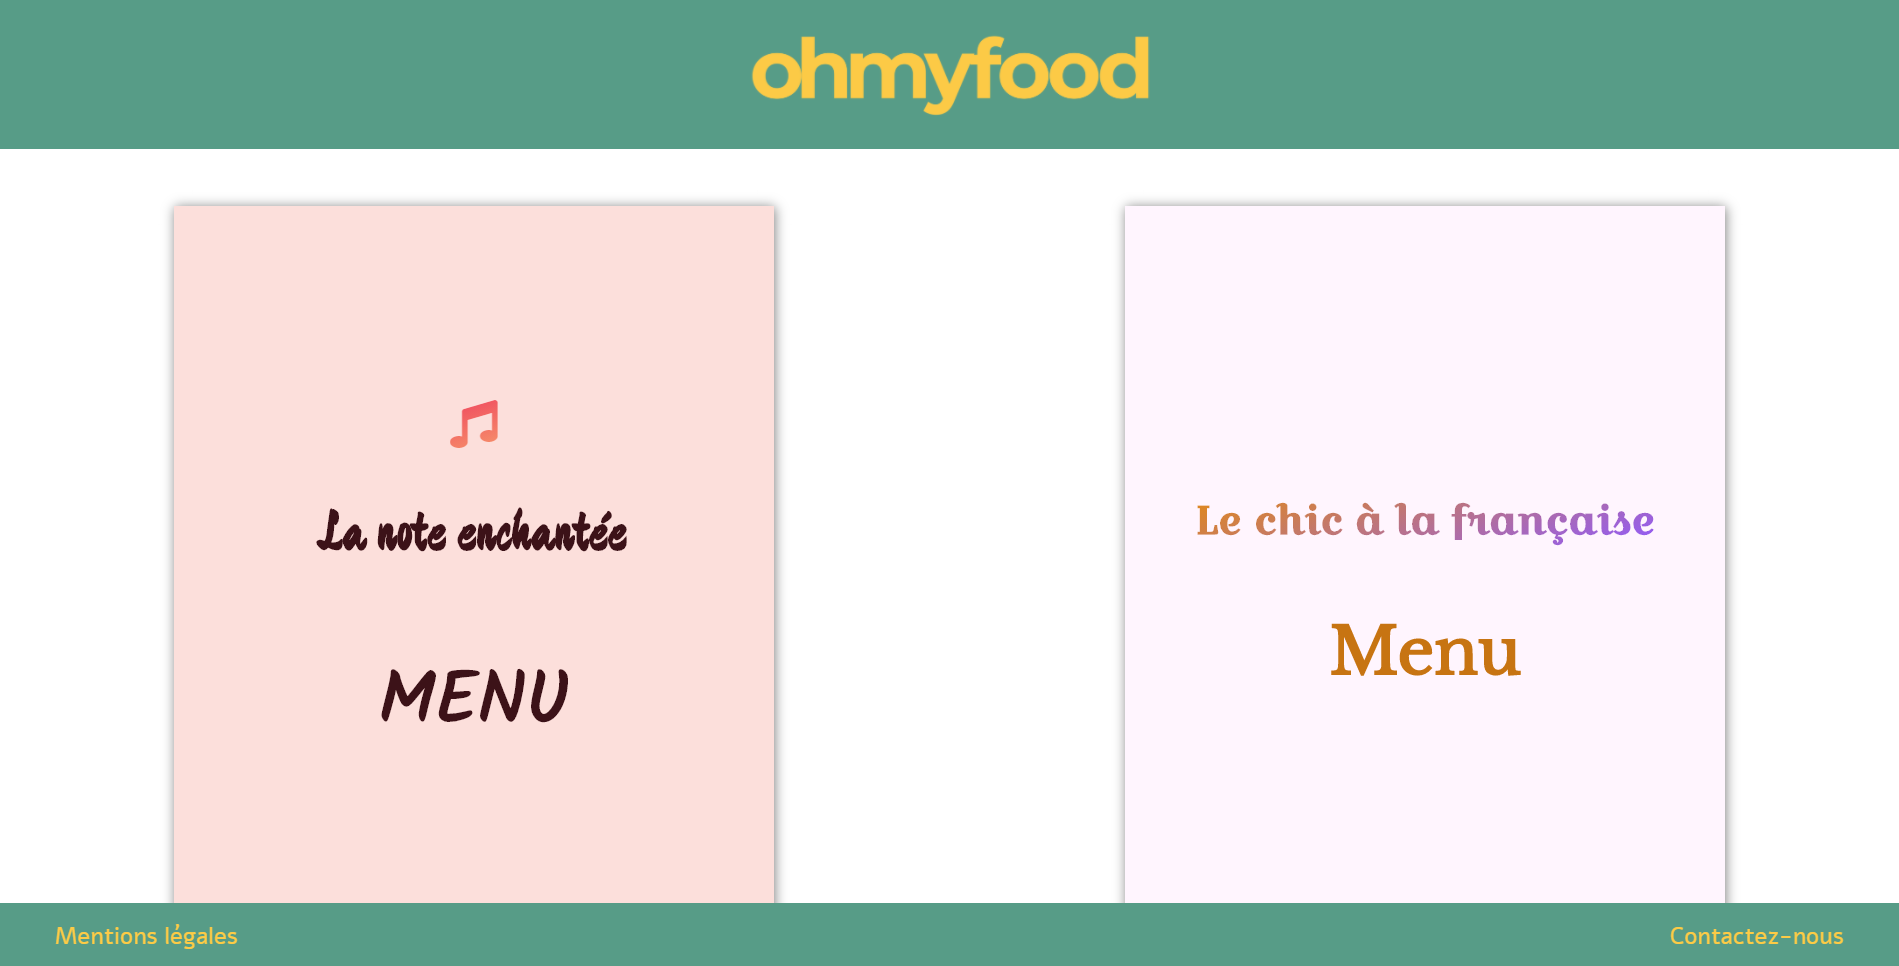 ohmyfood
La note enchantée
MENU
Le chic à la française
Menu
Mentions légales
Contactez-nous